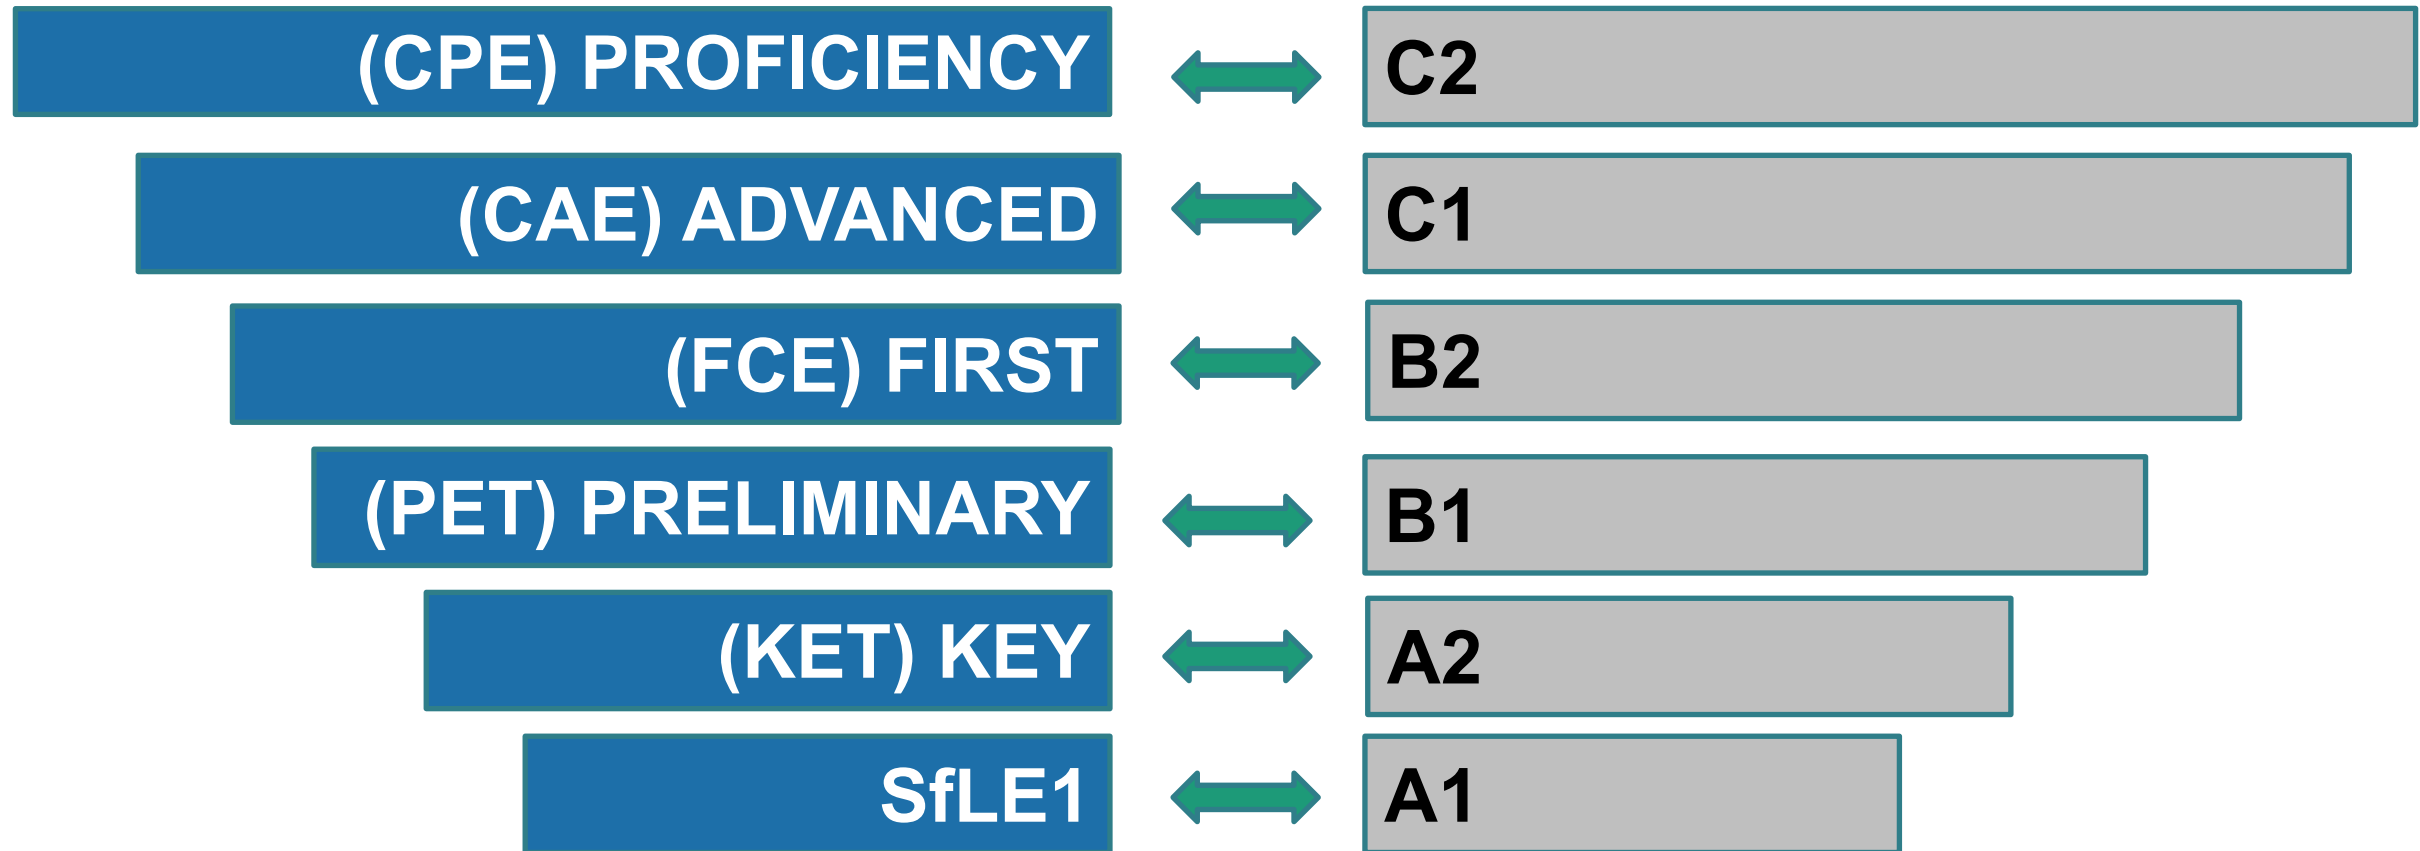 (CPE) PROFICIENCY C2
(CAE) ADVANCED C1
(FCE) FIRST B2
(PET) PRELIMINARY B1
(KET) KEY A2
SfLE1 A1